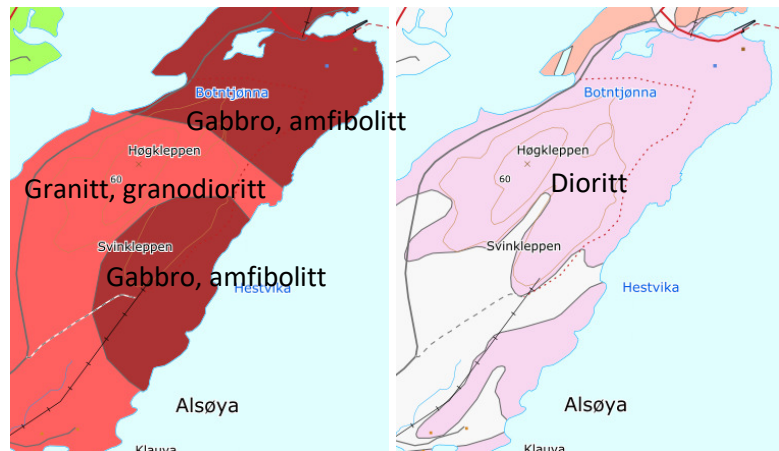 Botntjønna
Gabbro, amfibolitt
Høgkleppen
60
Granitt, granodioritt
Svinkleppen
Gabbro, amfibolitt
Hestvika
Alsøya
Klauva
Botntjønna
Høgkleppen
60
Dioritt
Svinkleppen
Hestvika
Alsøya
Klauva